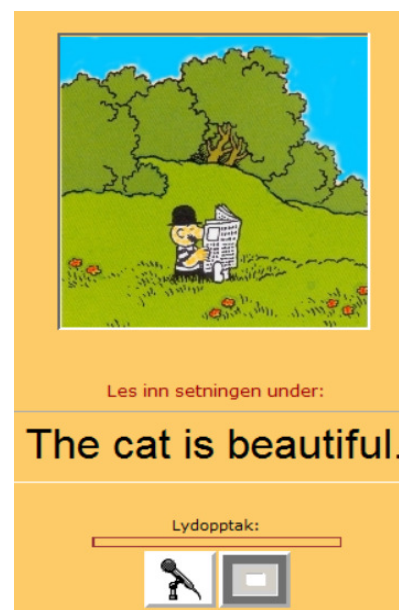 Les inn setningen under:
The cat is beautiful.
Lydopptak: